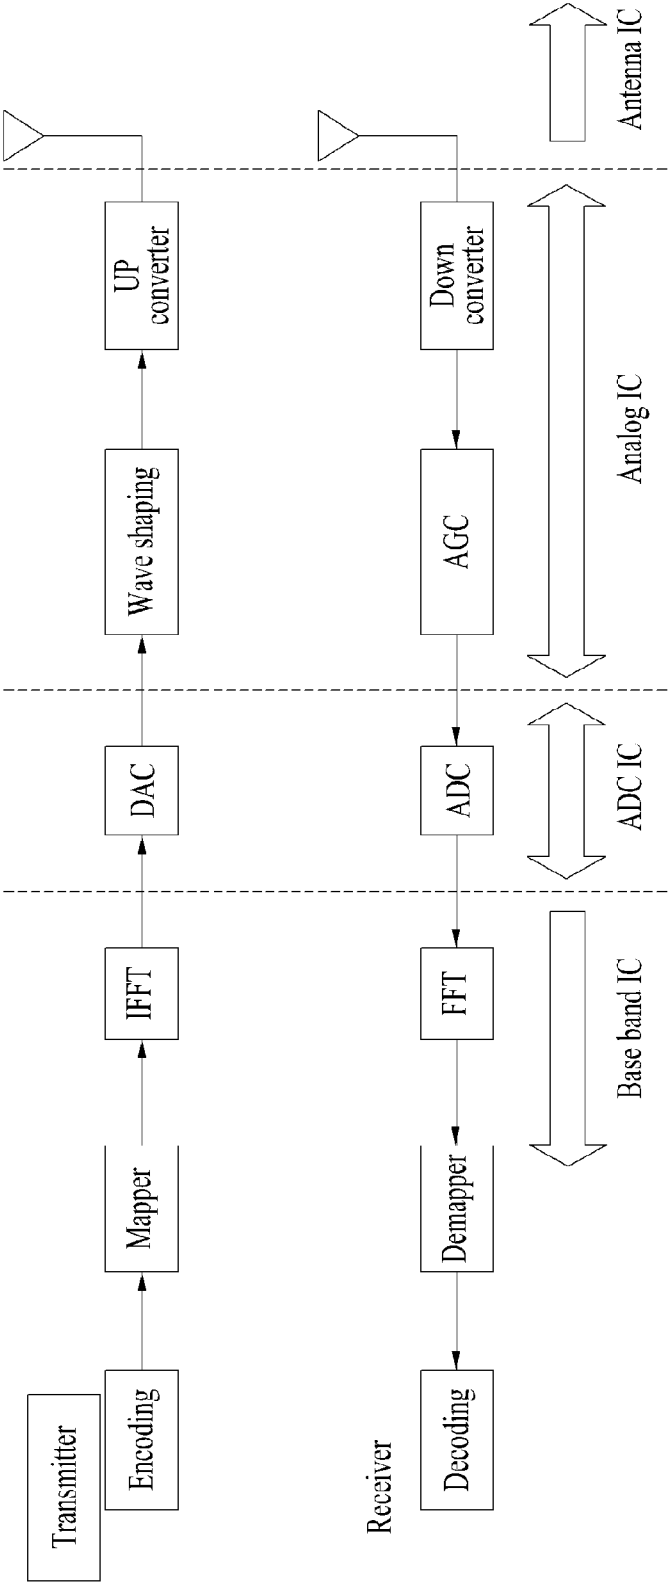 Transmitter
Encoding
Mapper
IFFT
DAC
Wave shaping
UP
converter
Receiver
Decoding
Demapper
FFT
ADC
AGC
Down
converter
Base band IC
ADC IC
Analog IC
Antenna IC